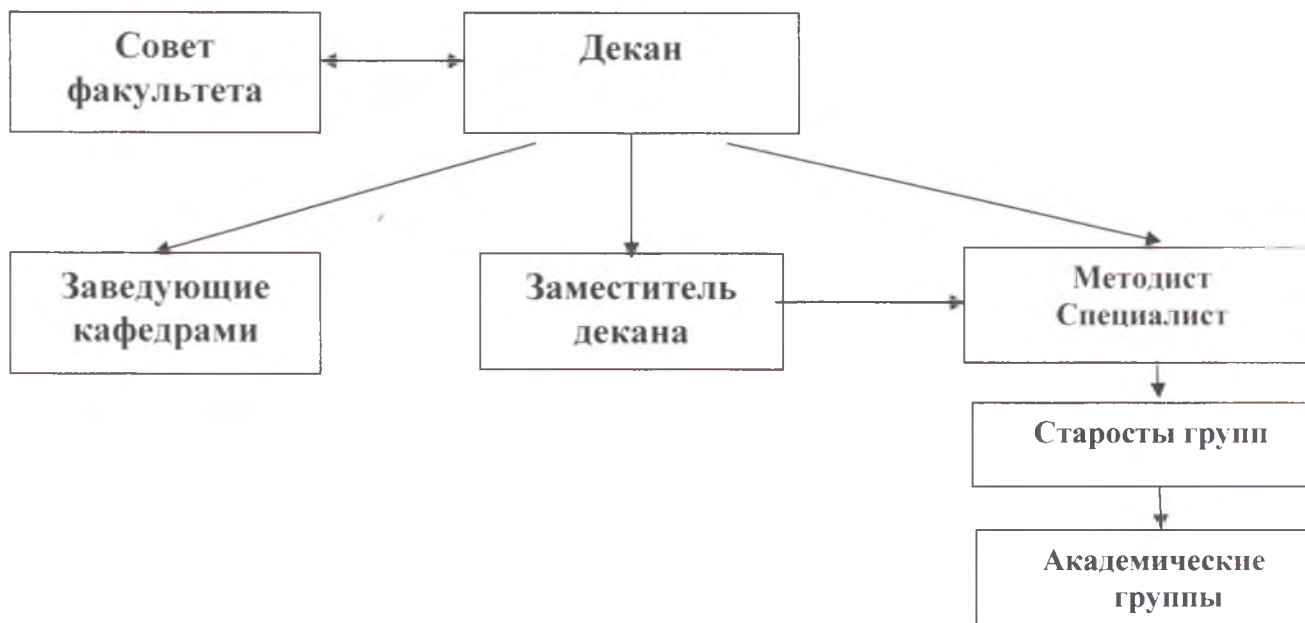 Совет
факультета
Декан
Заведующие
кафедрами
Заместитель
декана
Методист
Специалист
Старосты групп
Академические
группы